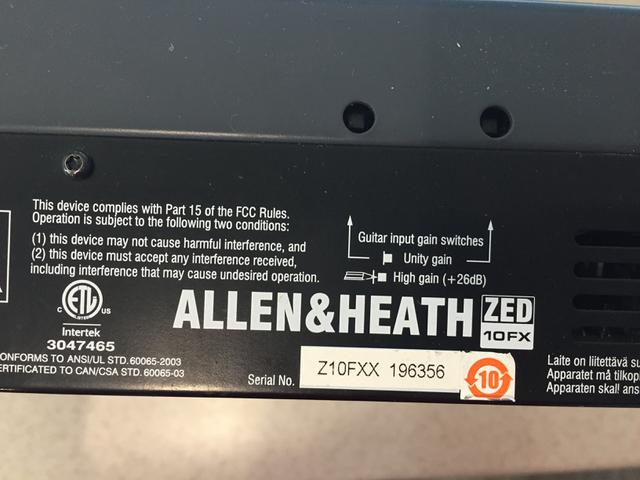 This device complies with Part 15 of the FCC Rules.
Operation is subject to the following two conditions:
(1) this device may not cause harmful interference, and
(2) this device must accept any interference received,
including interference that may cause undesired operation.
Guitar input gain switches
Unity gain
High gain (+26dB)
C ETL US
Intertek
3047465
ONFORMS TO ANSI/UL STD. 60065-2003
ERTIFICATED TO CAN/CSA STD. 60065-03
ALLEN&HEATH ZED
10FX
Serial No. Z10FXX 196356 10
Laite on liitettävä su
Apparatet må tilkop
Apparaten skall ans